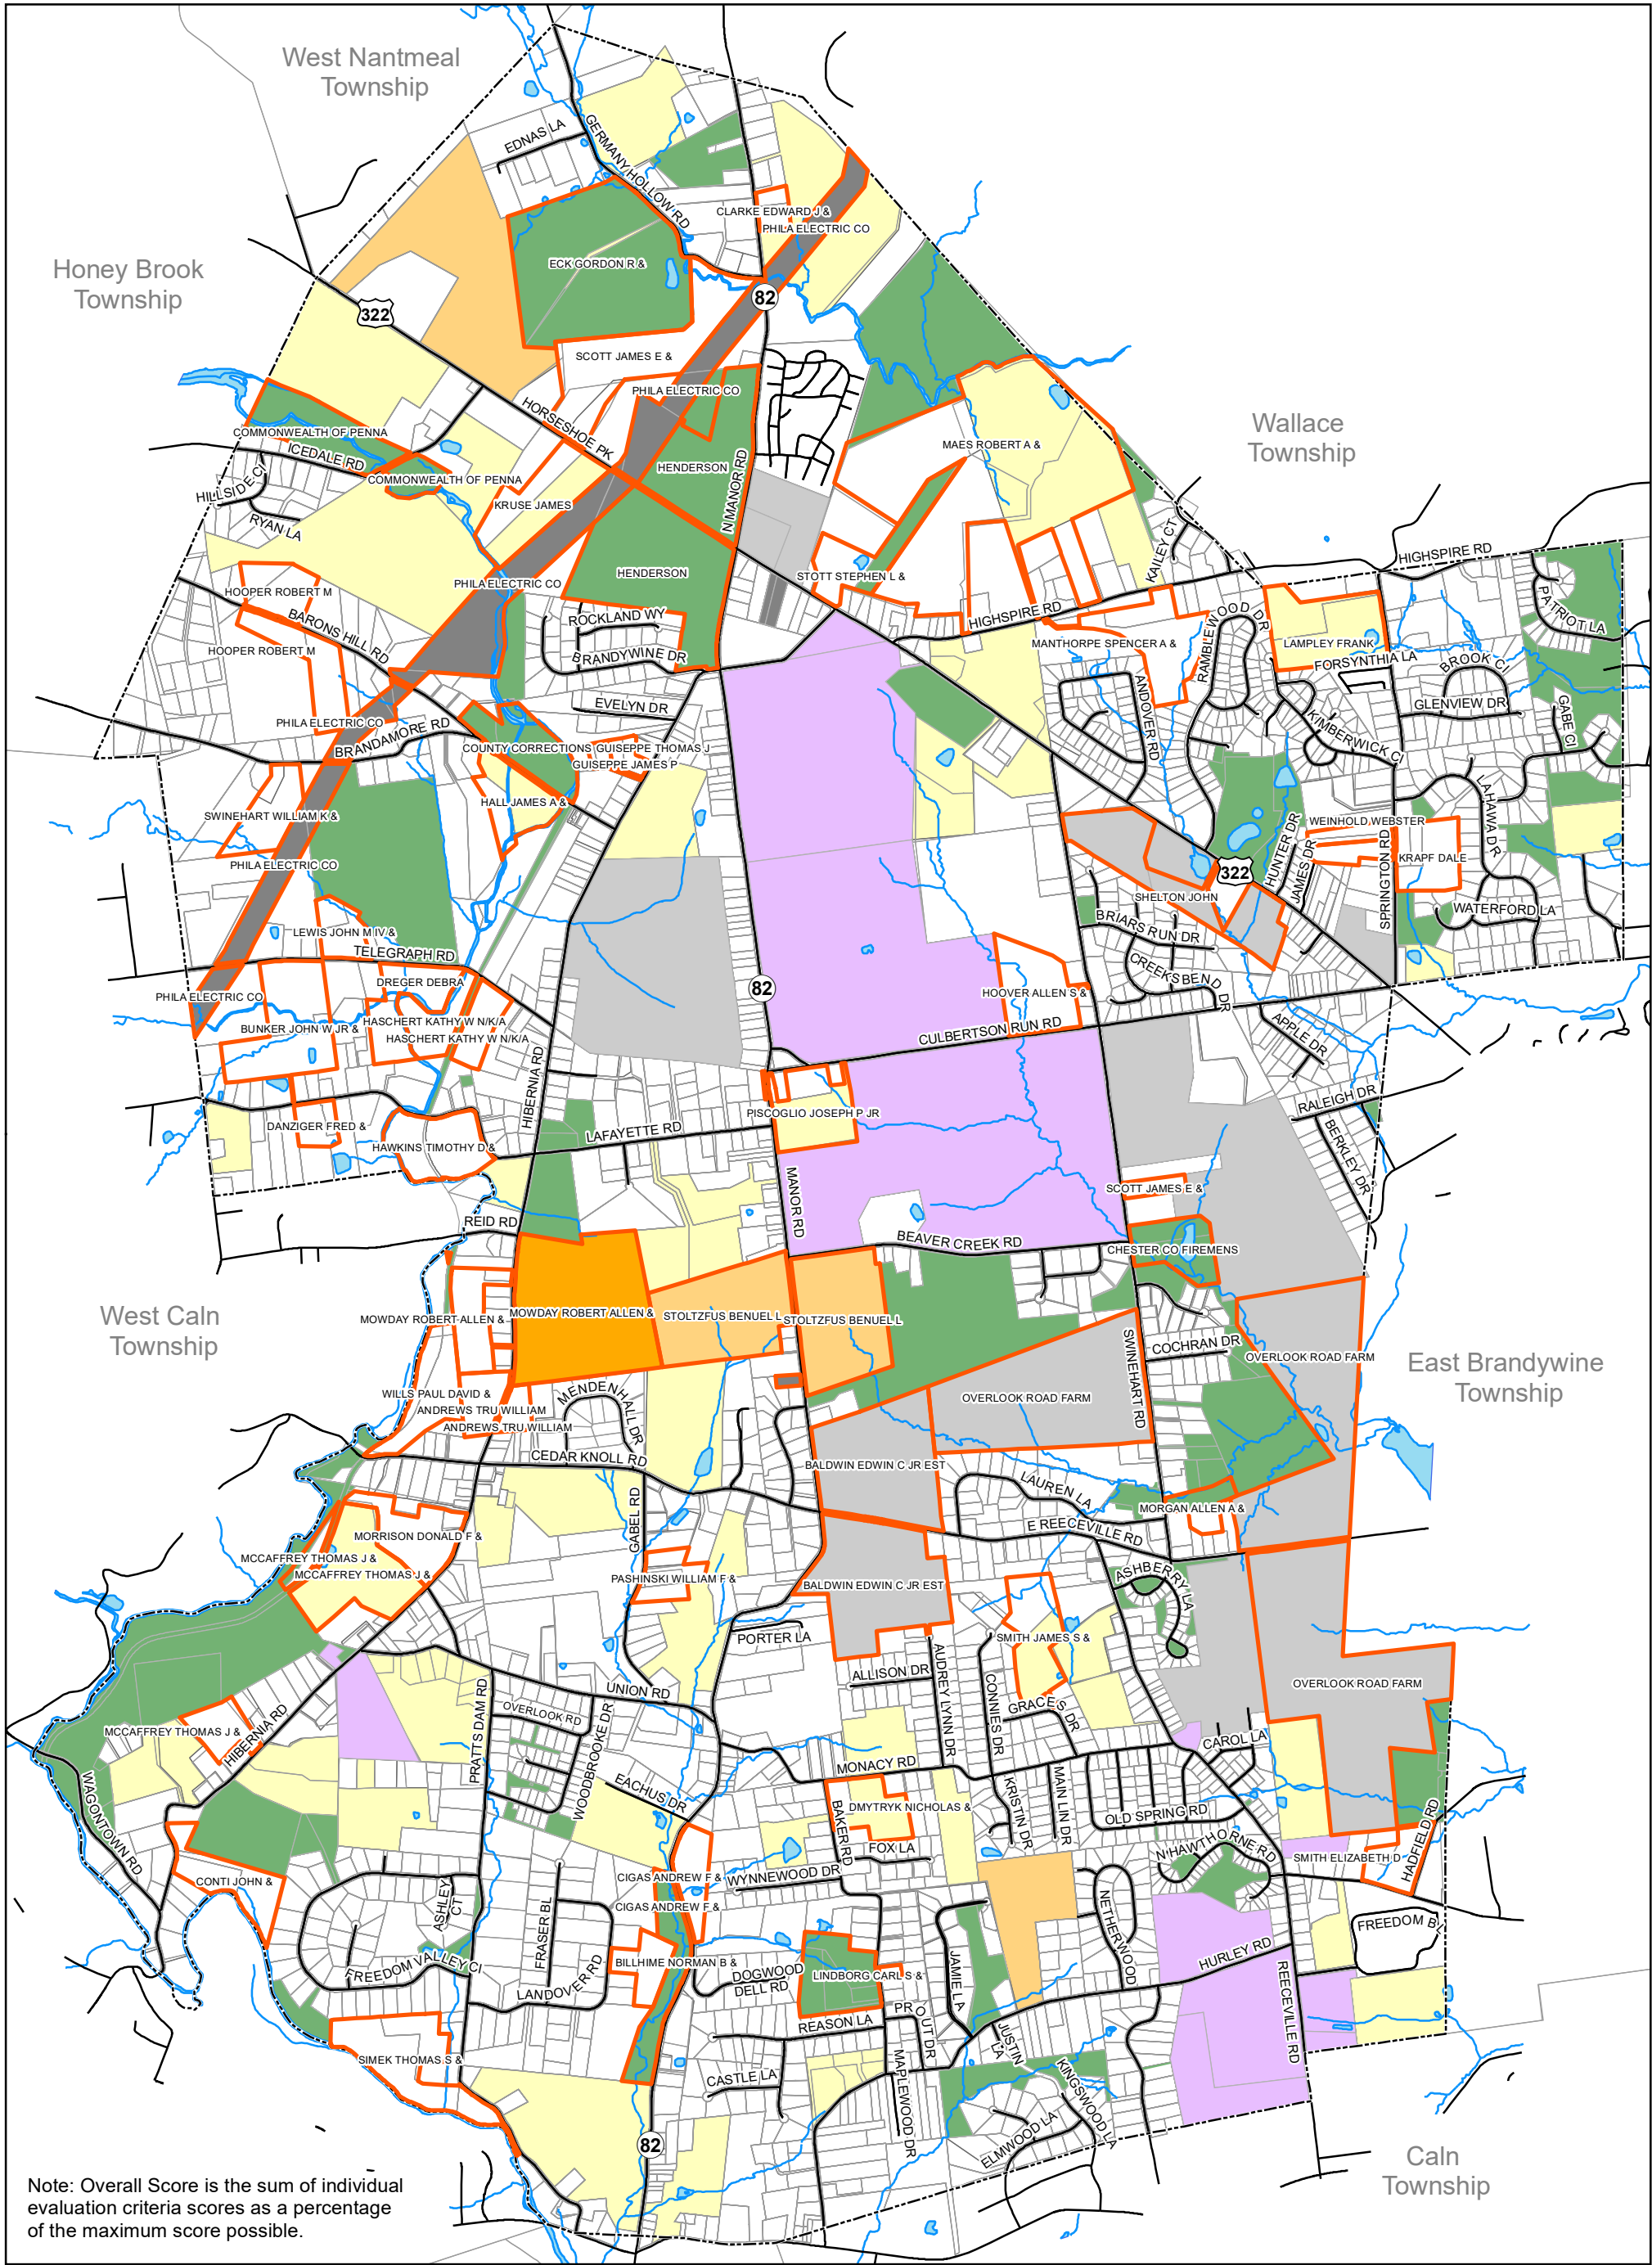 West Nantmeal
Township
EDNAS LA
GERMANY HOLLOW RD
CLARKE EDWARD J &
PHILA ELECTRIC CO
ECK GORDON R &
Honey Brook
Township
82
322
SCOTT JAMES E &
PHILA ELECTRIC CO
HORSESHOE PK
COMMONWEALTH OF PENNA
ICEDALE RD
COMMONWEALTH OF PENNA
Wallace
Township
MAES ROBERT A &
HENDERSON
N MANOR RD
HILLSIDE CI
KRUSE JAMES
RYAN LA
HIGHSPIRE RD
KAILEY CT
HENDERSON
STOTT STEPHEN L &
PHILA ELECTRIC CO
HOOPER ROBERT M
BARONS HILL RD
ROCKLAND WY
HIGHSPIRE RD
RAMBLEWOOD DR
PATRIOT LA
HOOPER ROBERT M
BRANDYWINE DR
MANTHORPE SPENCER A &
LAMPLEY FRANK
FORSYNTHIA LA
BROOK CI
EVELYN DR
ANDOVER RD
GLENVIEW DR
GABE CI
PHILA ELECTRIC CO
BRANDAMORE RD
KIMBERWICK CI
COUNTY CORRECTIONS
GUISEPPE THOMAS J
GUISEPPE JAMES P
HALL JAMES A &
LAHAWA DR
SWINEHART WILLIAM K &
WEINHOLD WEBSTER
HUNTER DR
JAMES DR
SPRINGTON RD
KRAPF DALE
PHILA ELECTRIC CO
322
SHELTON JOHN
WATERFORD LA
BRIARS RUN DR
LEWIS JOHN M IV &
TELEGRAPH RD
CREEKSBEND DR
DREGER DEBRA
82
HOOVER ALLEN S &
PHILA ELECTRIC CO
HASCHERT KATHY W N/K/A
BUNKER JOHN W JR &
HASCHERT KATHY W N/K/A
CULBERTSON RUN RD
APPLE DR
HIBERNIA RD
RALEIGH DR
PISCOGLIO JOSEPH P JR
BERKLEY DR
DANZIGER FRED &
HAWKINS TIMOTHY D &
LAFAYETTE RD
MANOR RD
SCOTT JAMES E &
REID RD
BEAVER CREEK RD
CHESTER CO FIREMENS
West Caln
Township
MOWDAY ROBERT ALLEN &
MOWDAY ROBERT ALLEN &
STOLTZFUS BENUEL L
STOLTZFUS BENUEL L
SWINEHART RD
COCHRAN DR
OVERLOOK ROAD FARM
East Brandywine
Township
WILLS PAUL DAVID &
MENDENHALL DR
ANDREWS TRU WILLIAM
ANDREWS TRU WILLIAM
OVERLOOK ROAD FARM
CEDAR KNOLL RD
BALDWIN EDWIN C JR EST
LAUREN LA
MORGAN ALLEN A &
GABEL RD
E REECEVILLE RD
MORRISON DONALD F &
MCCAFFREY THOMAS J &
MCCAFFREY THOMAS J &
PASHINSKI WILLIAM F &
BALDWIN EDWIN C JR EST
ASHBERRY LA
PORTER LA
SMITH JAMES S &
ALLISON DR
AUDREY LYNN DR
CONNIES DR
OVERLOOK ROAD FARM
UNION RD
OVERLOOK RD
GRACES DR
PRATTS DAM RD
WOODBROOKE DR
MCCAFFREY THOMAS J &
HIBERNIA RD
CAROL LA
MONACY RD
WAGONTOWN RD
EACHUS DR
BAKER RD
DMYTRYK NICHOLAS &
KRISTIN DR
MAIN LIN DR
OLD SPRING RD
HADFIELD RD
FOX LA
N HAWTHORNE RD
SMITH ELIZABETH D
CONTI JOHN &
CIGAS ANDREW F &
WYNNEWOOD DR
ASHLEY CT
CIGAS ANDREW F &
FRASER BL
NETHERWOOD
FREEDOM B
FREEDOM VALLEY CI
BILLHIME NORMAN B &
DOGWOOD
DELL RD
LINDBORG CARL S &
JAMIE LA
HURLEY RD
LANDOVER RD
REASON LA
PROUT DR
REECEVILLE RD
JUSTIN LA
SIMEK THOMAS S &
CASTLE LA
MAPLEWOOD DR
KINGSWOOD LA
ELMWOOD LA
82
Caln
Township
Note: Overall Score is the sum of individual
evaluation criteria scores as a percentage
of the maximum score possible.